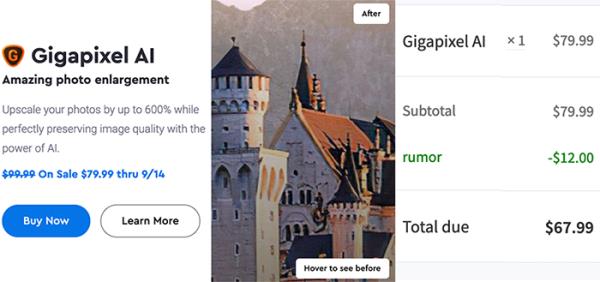 Gigapixel AI
Amazing photo enlargement
Upscale your photos by up to 600% while
perfectly preserving image quality with the
power of AI.
$99.99 On Sale $79.99 thru 9/14
Buy Now
Learn More
After
Hover to see before
Gigapixel AI × 1 $79.99
Subtotal $79.99
rumor -$12.00
Total due $67.99